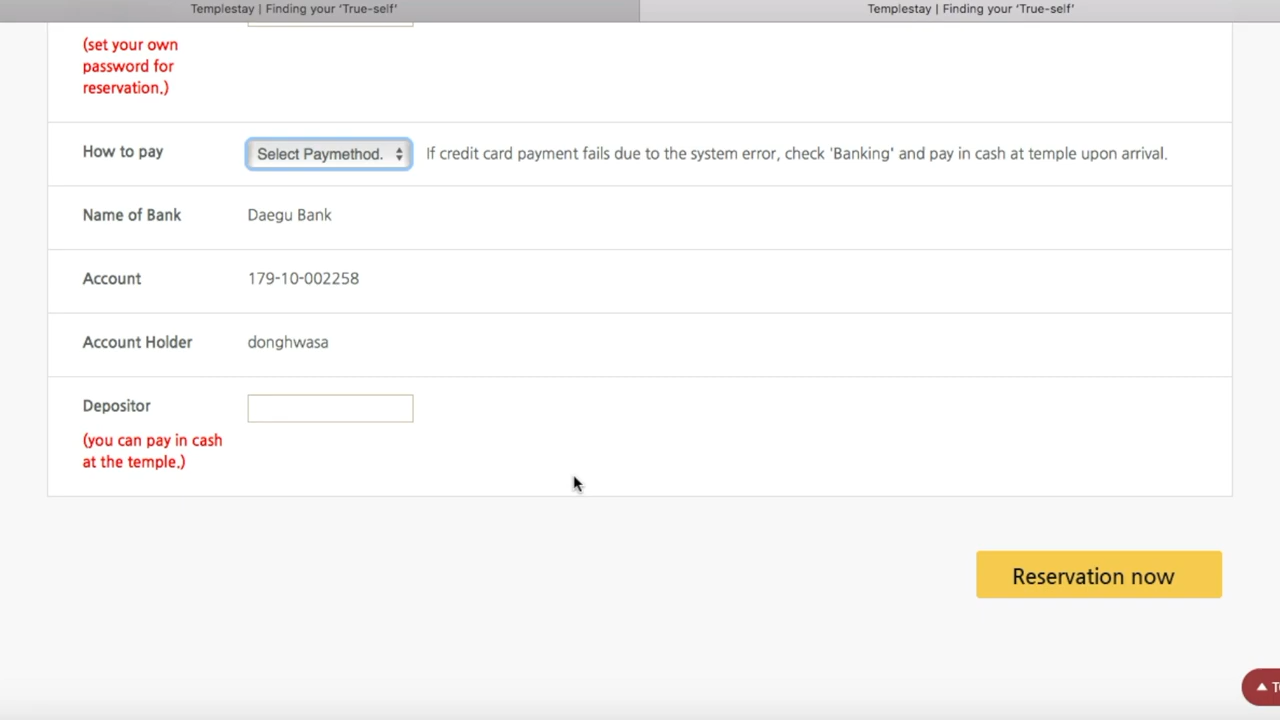 Templestay | Finding your ‘True-self’
Templestay | Finding your ‘True-self’
(set your own
password for
reservation.)
How to pay
Select Paymethod.
If credit card payment fails due to the system error, check 'Banking' and pay in cash at temple upon arrival.
Name of Bank
Daegu Bank
Account
179-10-002258
Account Holder
donghwasa
Depositor
(you can pay in cash
at the temple.)
Reservation now